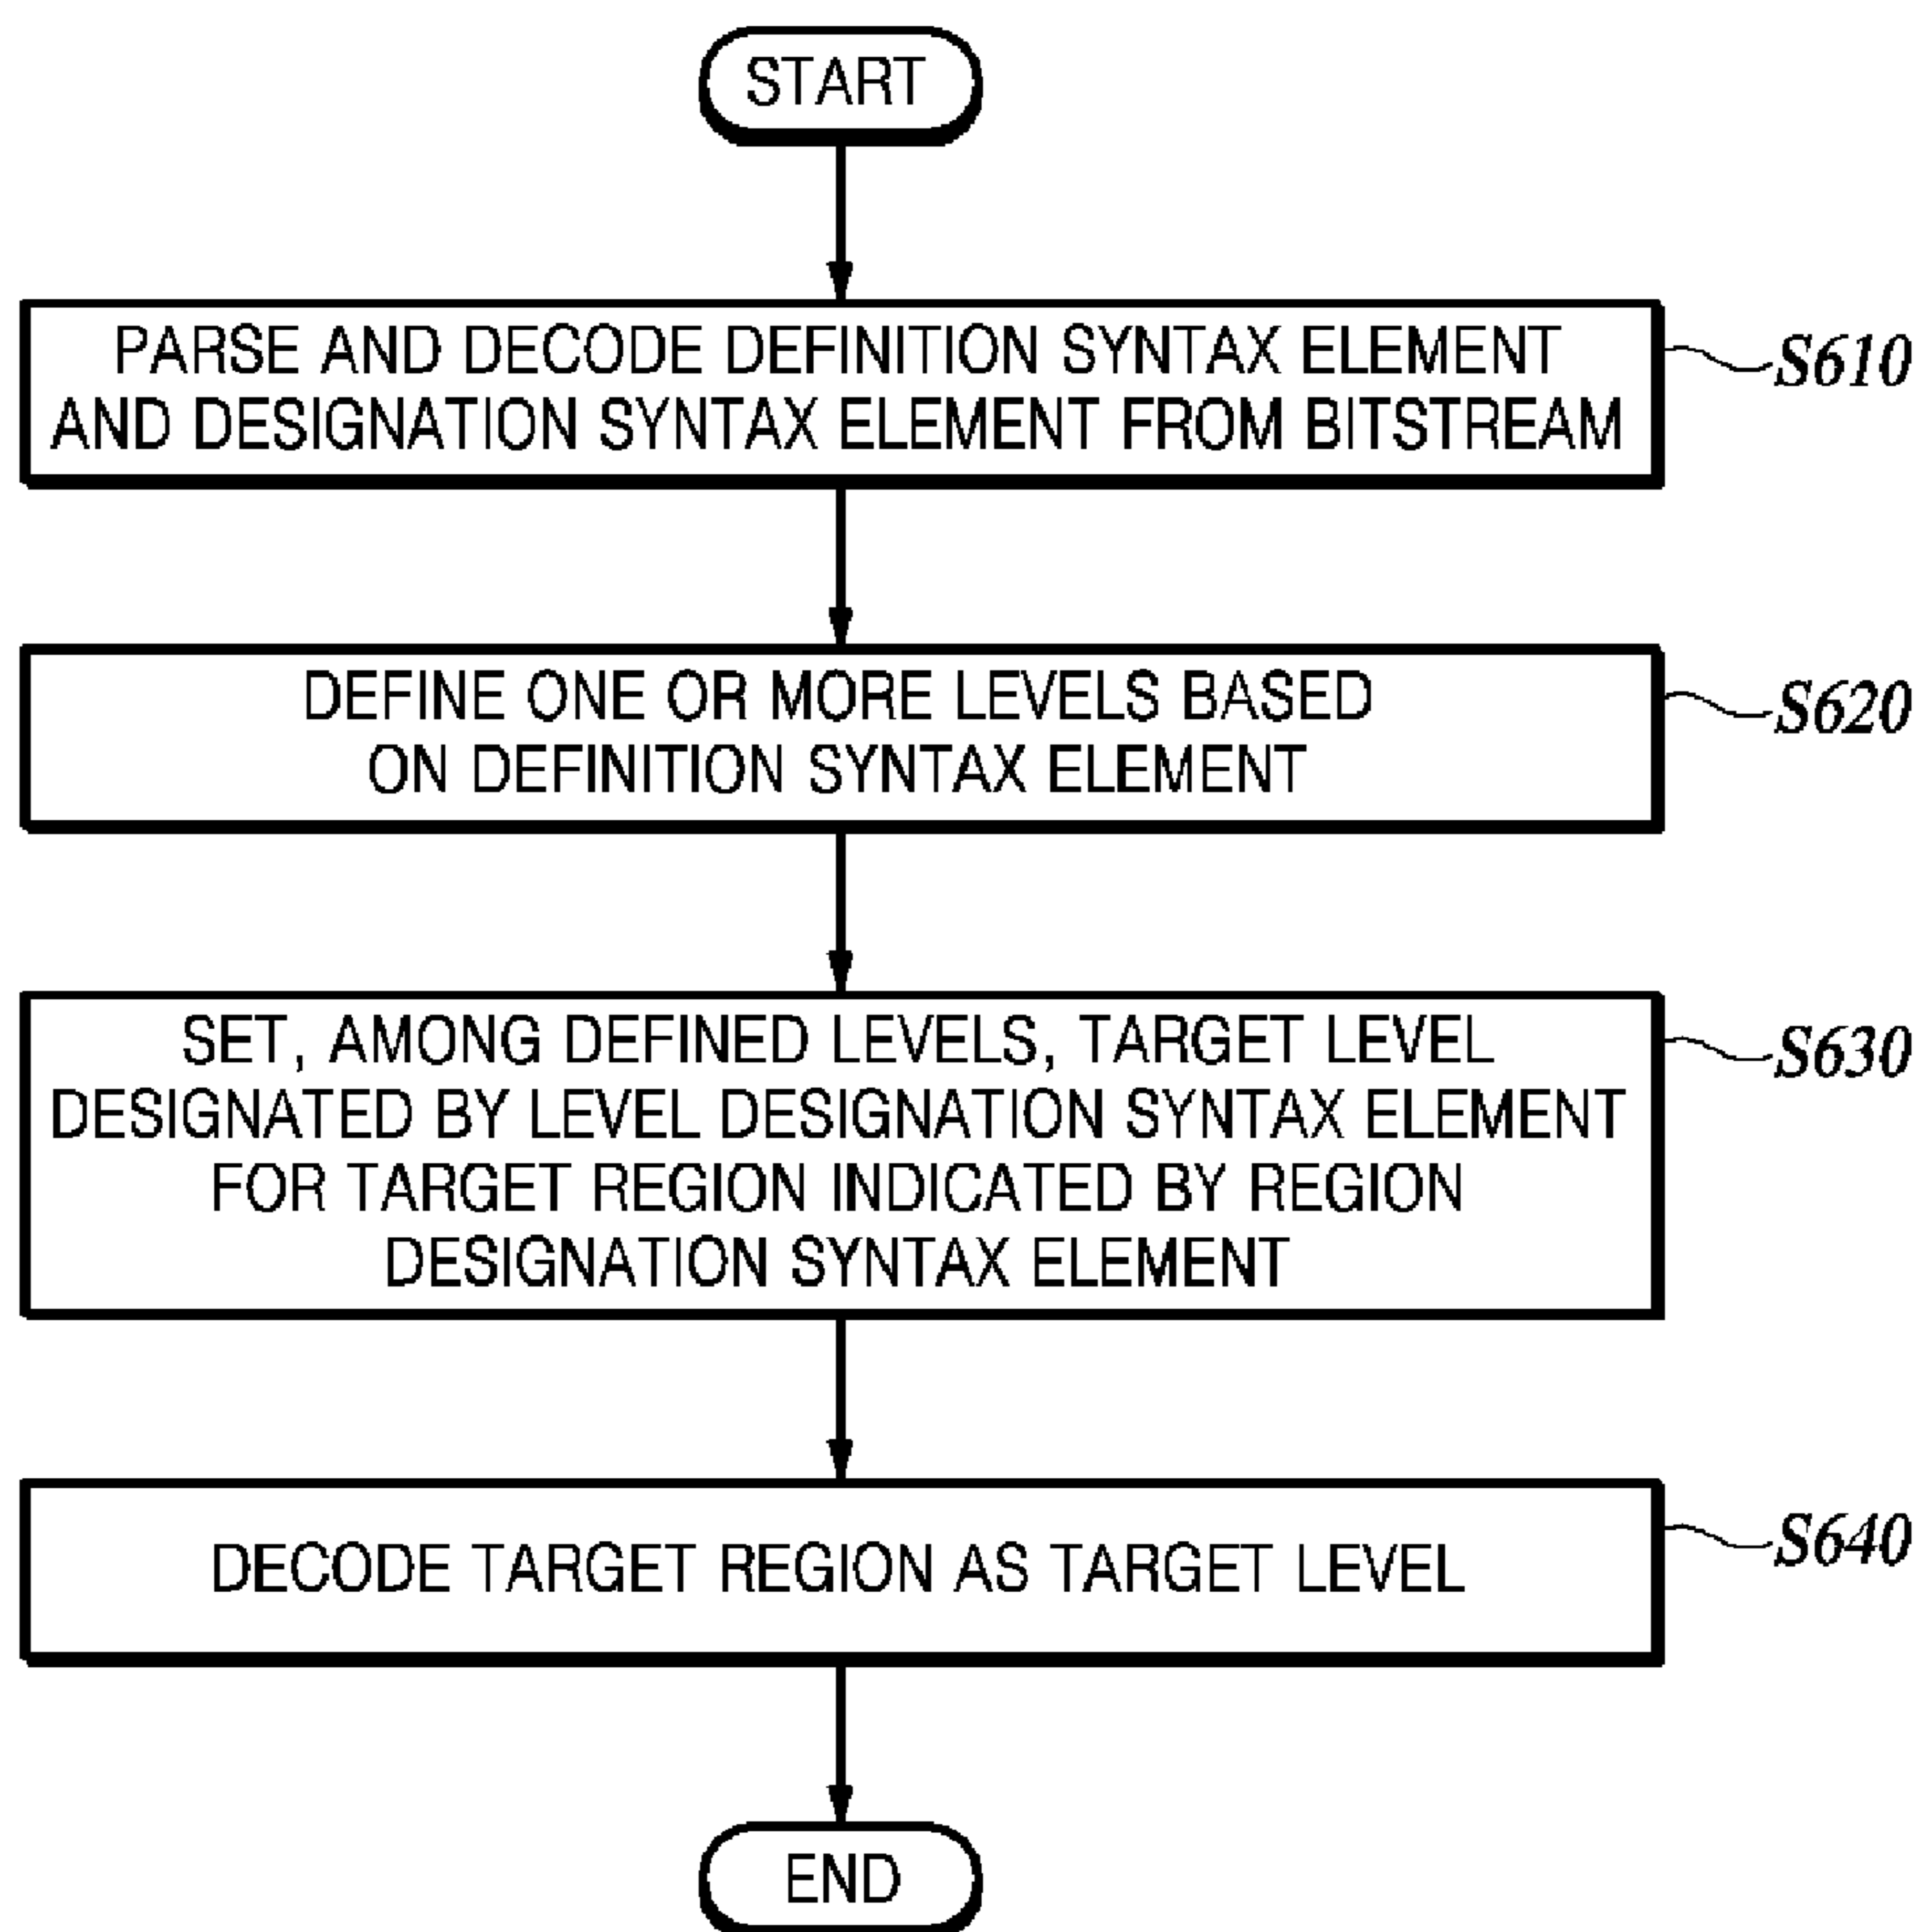 START
PARSE AND DECODE DEFINITION SYNTAX ELEMENT
AND DESIGNATION SYNTAX ELEMENT FROM BITSTREAM
S610
DEFINE ONE OR MORE LEVELS BASED
ON DEFINITION SYNTAX ELEMENT
S620
SET, AMONG DEFINED LEVELS, TARGET LEVEL
DESIGNATED BY LEVEL DESIGNATION SYNTAX ELEMENT
FOR TARGET REGION INDICATED BY REGION
DESIGNATION SYNTAX ELEMENT
S630
DECODE TARGET REGION AS TARGET LEVEL
S640
END